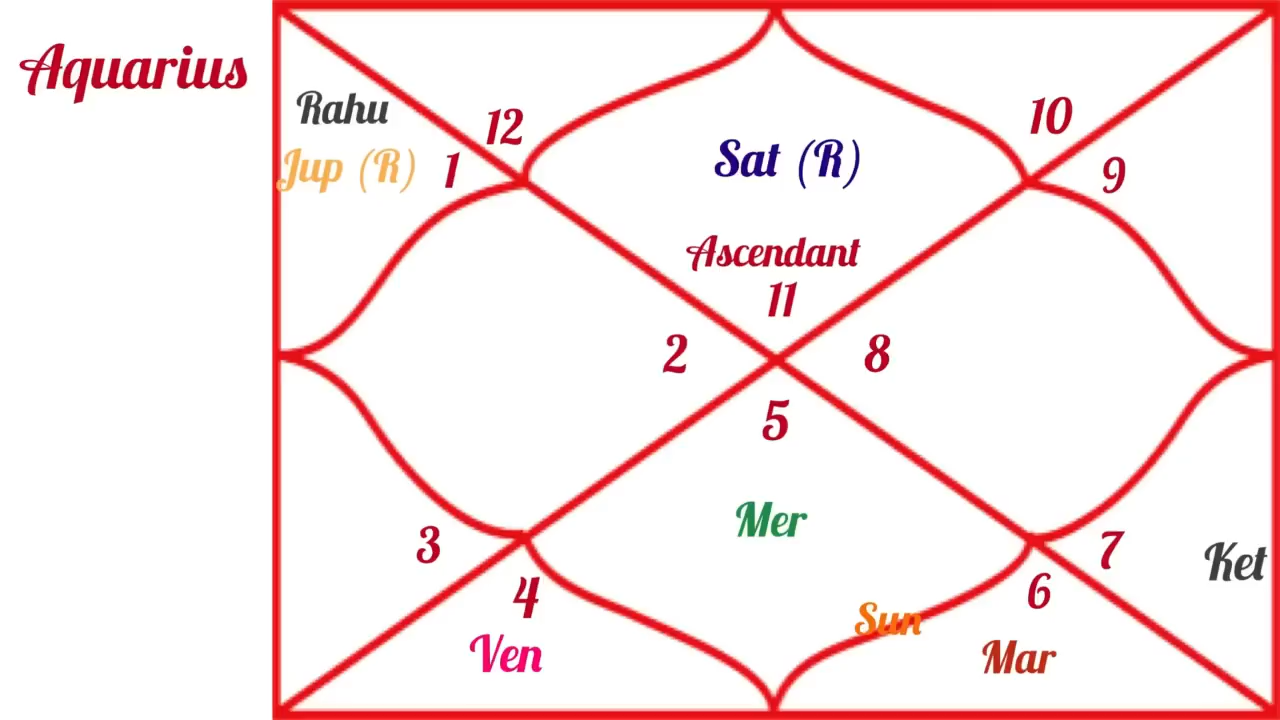 Aquarius
Rahu
Jup (R)
1
12
Sat (R)
Ascendant
11
10
9
2
8
5
Mer
3
4
Ven
Sun
6
Mar
7
Ket